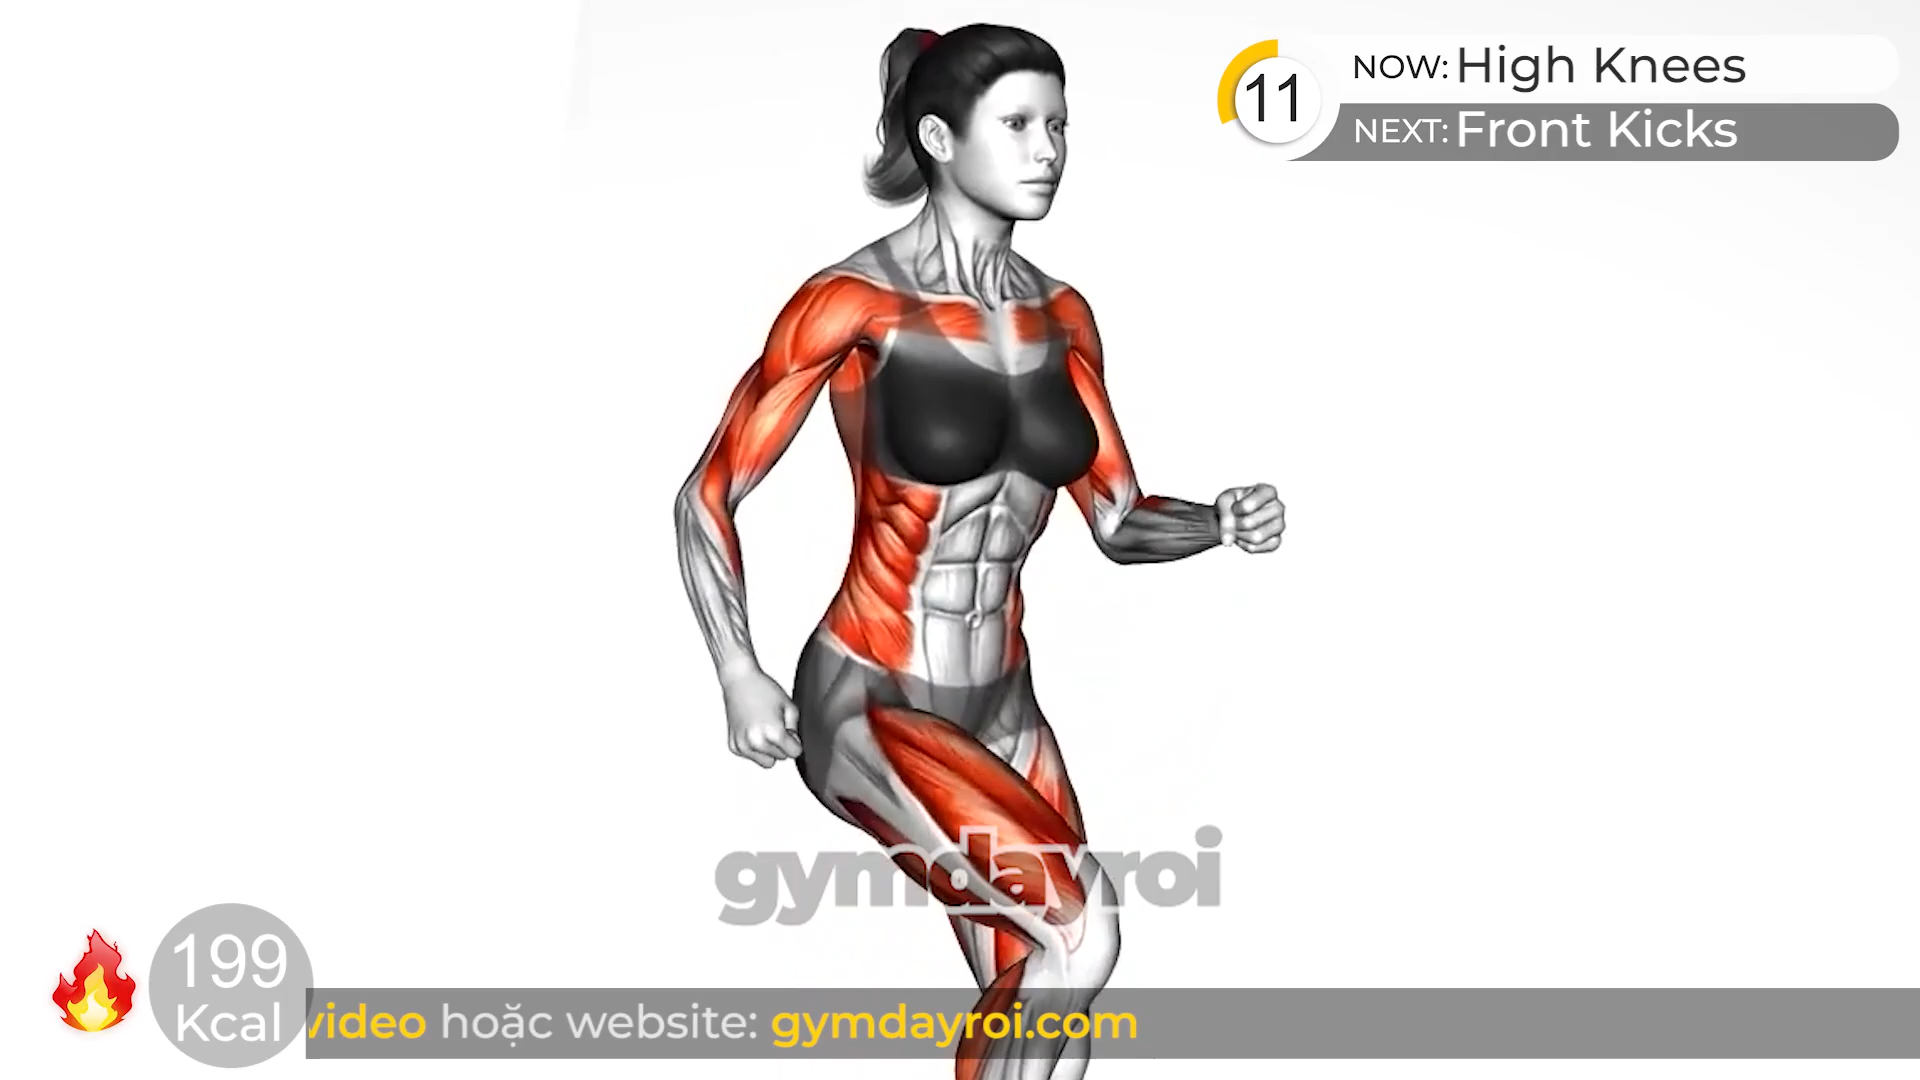 11
NOW: High Knees
NEXT: Front Kicks
gymdayroi
199
Kcal
video hoặc website: gymdayroi.com